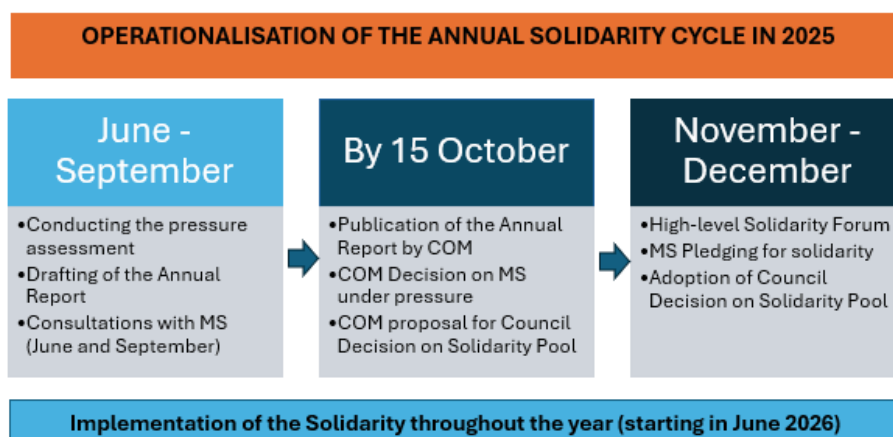 OPERATIONALISATION OF THE ANNUAL SOLIDARITY CYCLE IN 2025
June -
September
•Conducting the pressure
assessment
•Drafting of the Annual
Report
•Consultations with MS
(June and September)
By 15 October
•Publication of the Annual
Report by COM
•COM Decision on MS
under pressure
•COM proposal for Council
Decision on Solidarity Pool
November -
December
•High-level Solidarity Forum
•MS Pledging for solidarity
•Adoption of Council
Decision on Solidarity Pool
Implementation of the Solidarity throughout the year (starting in June 2026)